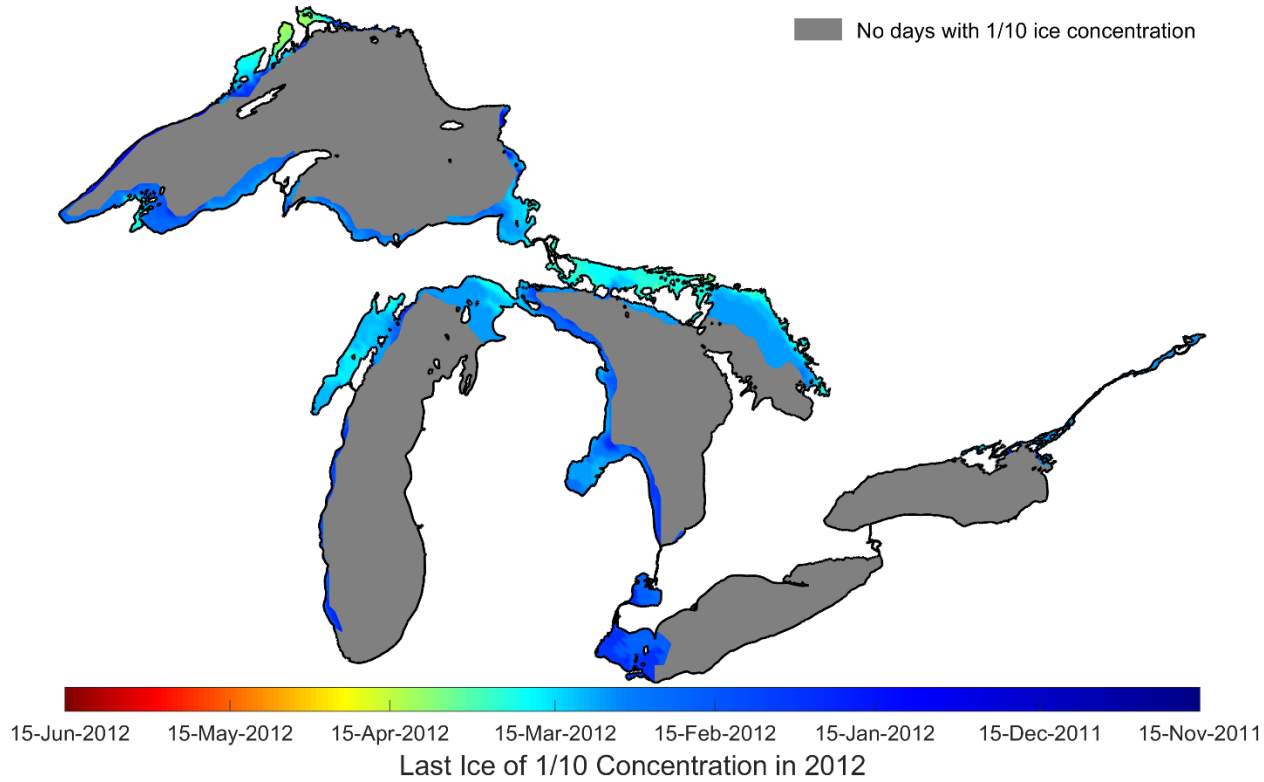 No days with 1/10 ice concentration
15-Jun-2012 15-May-2012 15-Apr-2012 15-Mar-2012 15-Feb-2012 15-Jan-2012 15-Dec-2011 15-Nov-2011
Last Ice of 1/10 Concentration in 2012